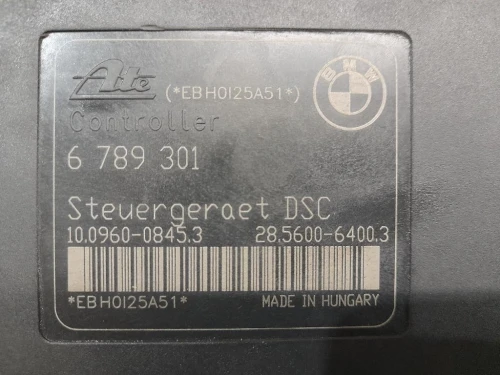 Ate (*EBH0I25A51*) BMW
Controller
6 789 301
Steuergeraet DSC
10.0960-0845.3 28.5600-6400.3
*EBH0I25A51* MADE IN HUNGARY